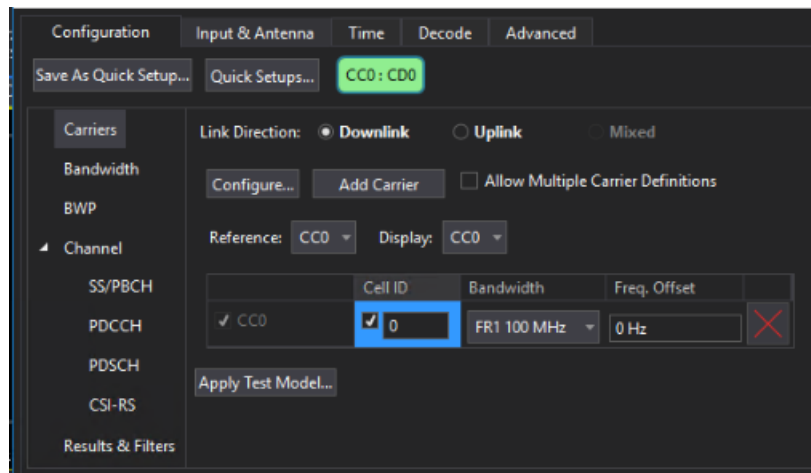 Configuration Input & Antenna Time Decode Advanced
Save As Quick Setup... Quick Setups... CC0 : CD0
Carriers
Link Direction: Downlink Uplink Mixed
Bandwidth
Configure... Add Carrier Allow Multiple Carrier Definitions
BWP
Reference: CC0 Display: CC0
Channel
SS/PBCH
Cell ID Bandwidth Freq. Offset
PDCCH
CC0 0 FR1 100 MHz 0 Hz
PDSCH
Apply Test Model...
CSI-RS
Results & Filters